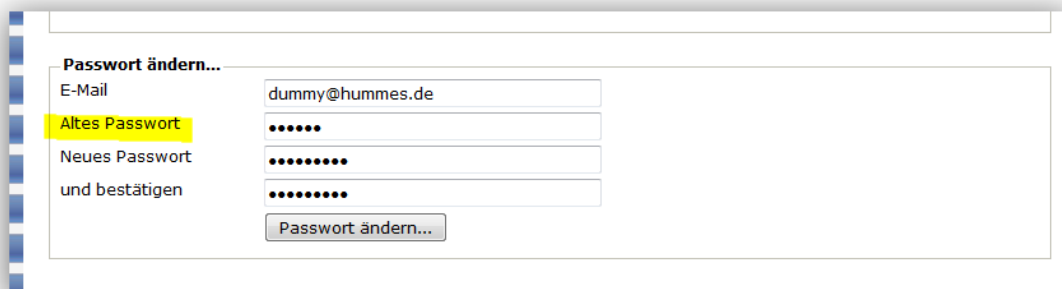 Passwort ändern...
E-Mail dummy@hummes.de
Altes Passwort ••••••
Neues Passwort •••••••••
und bestätigen •••••••••
Passwort ändern...